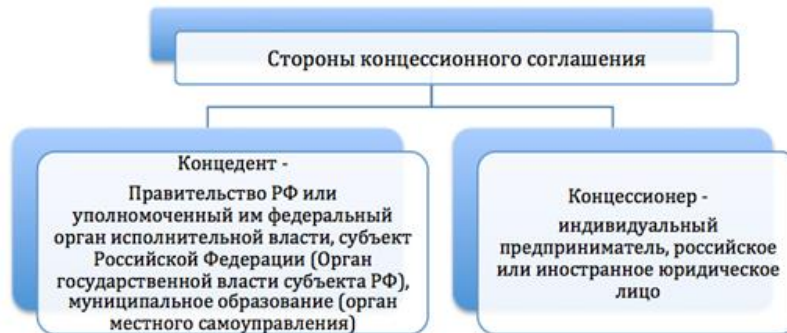 Стороны концессионного соглашения
Концедент -
Правительство РФ или
уполномоченный им федеральный
орган исполнительной власти, субъект
Российской Федерации (Орган
государственной власти субъекта РФ),
муниципальное образование (орган
местного самоуправления)
Концессионер -
индивидуальный
предприниматель, российское
или иностранное юридическое
лицо